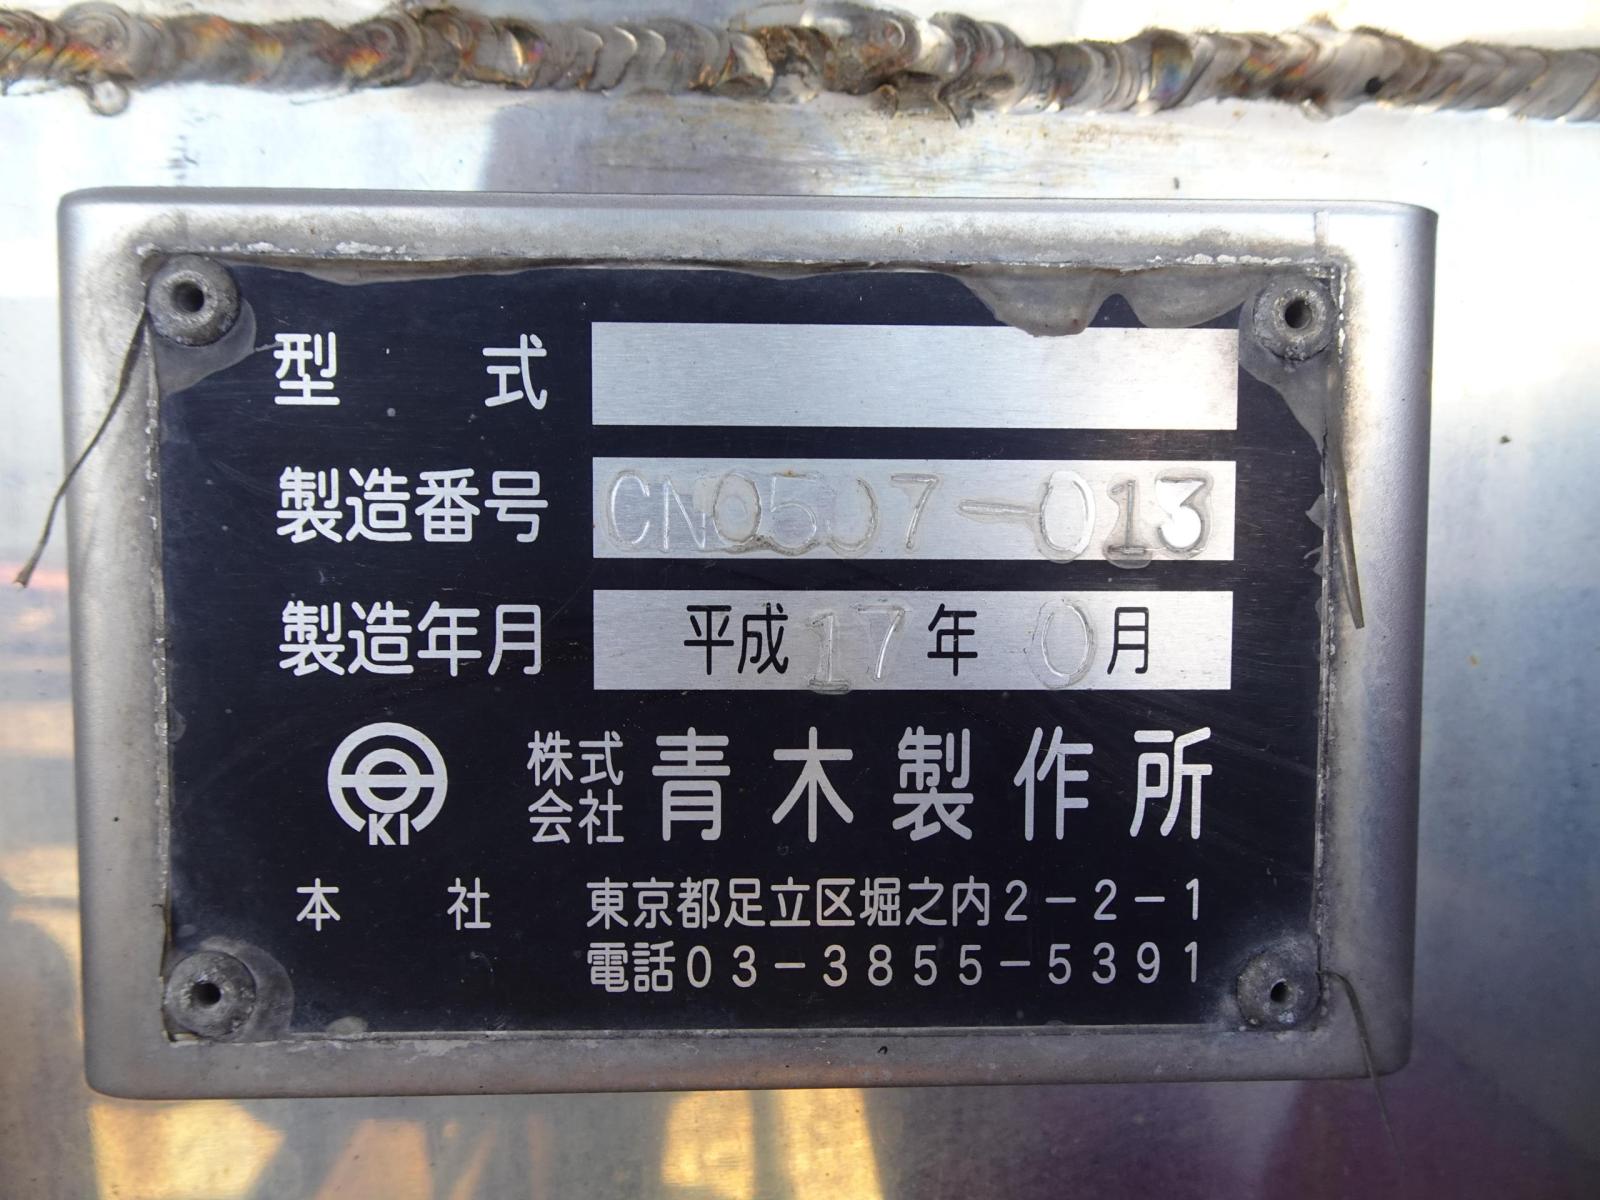 型式
製造番号 CN0507-013
製造年月 平成17年0月
KI
株式会社 青木製作所
本社 東京都足立区堀之内2-2-1
電話03-3855-5391